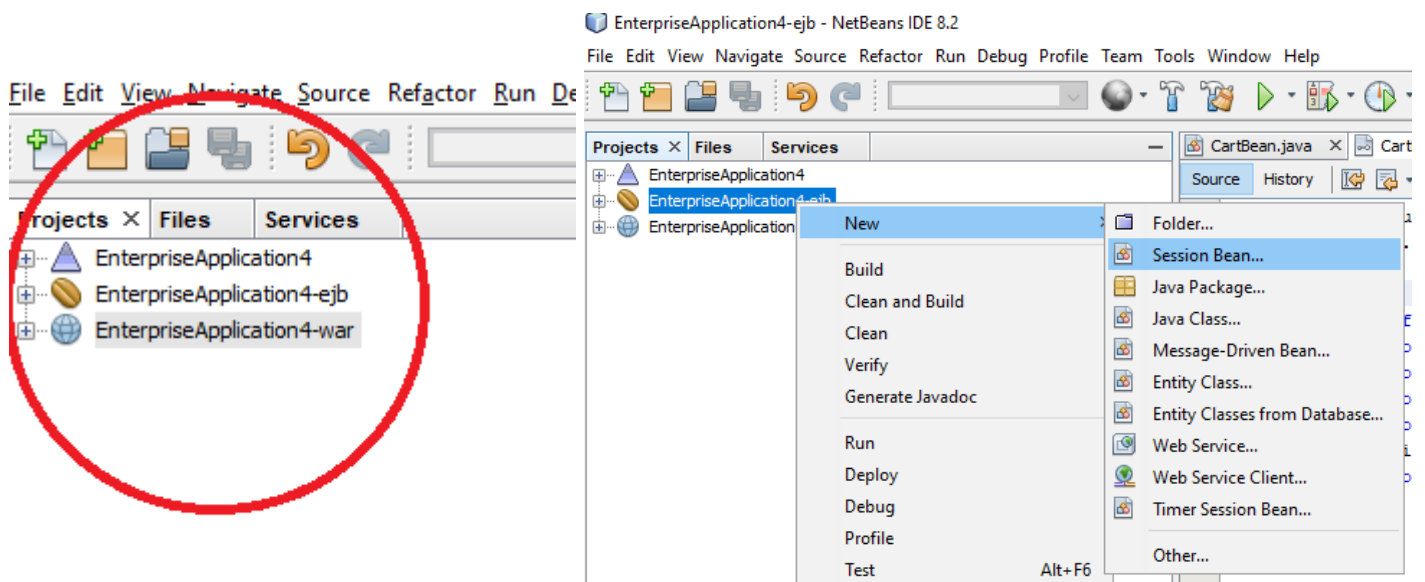 File Edit View Navigate Source Refactor Run De
Projects × Files Services
EnterpriseApplication4
EnterpriseApplication4-ejb
EnterpriseApplication4-war
EnterpriseApplication4-ejb - NetBeans IDE 8.2
File Edit View Navigate Source Refactor Run Debug Profile Team Tools Window Help
Projects × Files Services
CartBean.java × Cart
Source History
EnterpriseApplication4
EnterpriseApplication4-ejb
EnterpriseApplication
New
Build
Clean and Build
Clean
Verify
Generate Javadoc
Run
Deploy
Debug
Profile
Test Alt+F6
Folder...
Session Bean...
Java Package...
Java Class...
Message-Driven Bean...
Entity Class...
Entity Classes from Database...
Web Service...
Web Service Client...
Timer Session Bean...
Other...